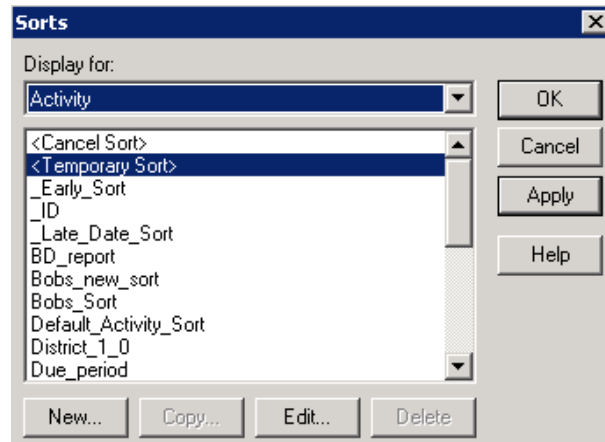 Sorts
Display for:
Activity
OK
<Cancel Sort>
<Temporary Sort>
_Early_Sort
_ID
_Late_Date_Sort
BD_report
Bobs_new_sort
Bobs_Sort
Default_Activity_Sort
District_1_0
Due_period
Cancel
Apply
Help
New...
Copy...
Edit...
Delete